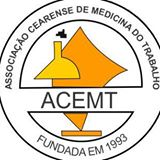 ASSOCIAÇÃO CEARENSE DE MEDICINA DO TRABALHO
ACEMT
FUNDADA EM 1993